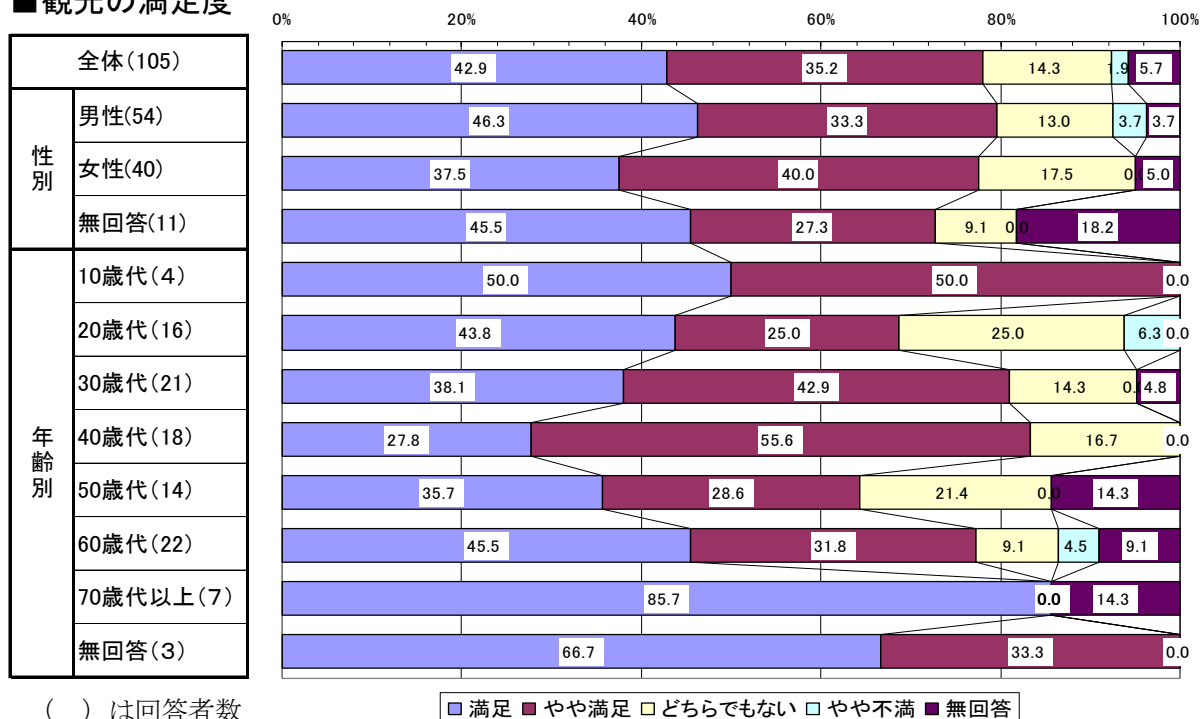 ■観光の満足度
0% 20% 40% 60% 80% 100%
全体(105) 42.9 35.2 14.3 1.9 5.7
性別
男性(54) 46.3 33.3 13.0 3.7 3.7
女性(40) 37.5 40.0 17.5 0.0 5.0
無回答(11) 45.5 27.3 9.1 0.0 18.2
年齢別
10歳代(4) 50.0 50.0 0.0
20歳代(16) 43.8 25.0 25.0 6.3 0.0
30歳代(21) 38.1 42.9 14.3 0. 4.8
40歳代(18) 27.8 55.6 16.7 0.0
50歳代(14) 35.7 28.6 21.4 0.0 14.3
60歳代(22) 45.5 31.8 9.1 4.5 9.1
70歳代以上(7) 85.7 0.0 14.3
無回答(3) 66.7 33.3 0.0
( )は回答者数
満足 やや満足 どちらでもない やや不満 無回答